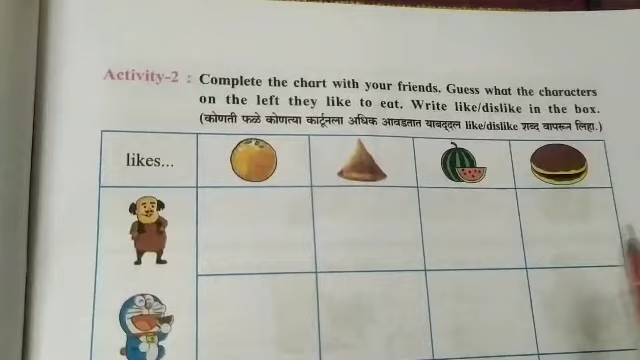 Activity-2 : Complete the chart with your friends. Guess what the characters
on the left they like to eat. Write like/dislike in the box.
(कोणती फळे कोणत्या कार्टूनला अधिक आवडतात याबद्दल like/dislike शब्द वापरून लिहा.)
likes...